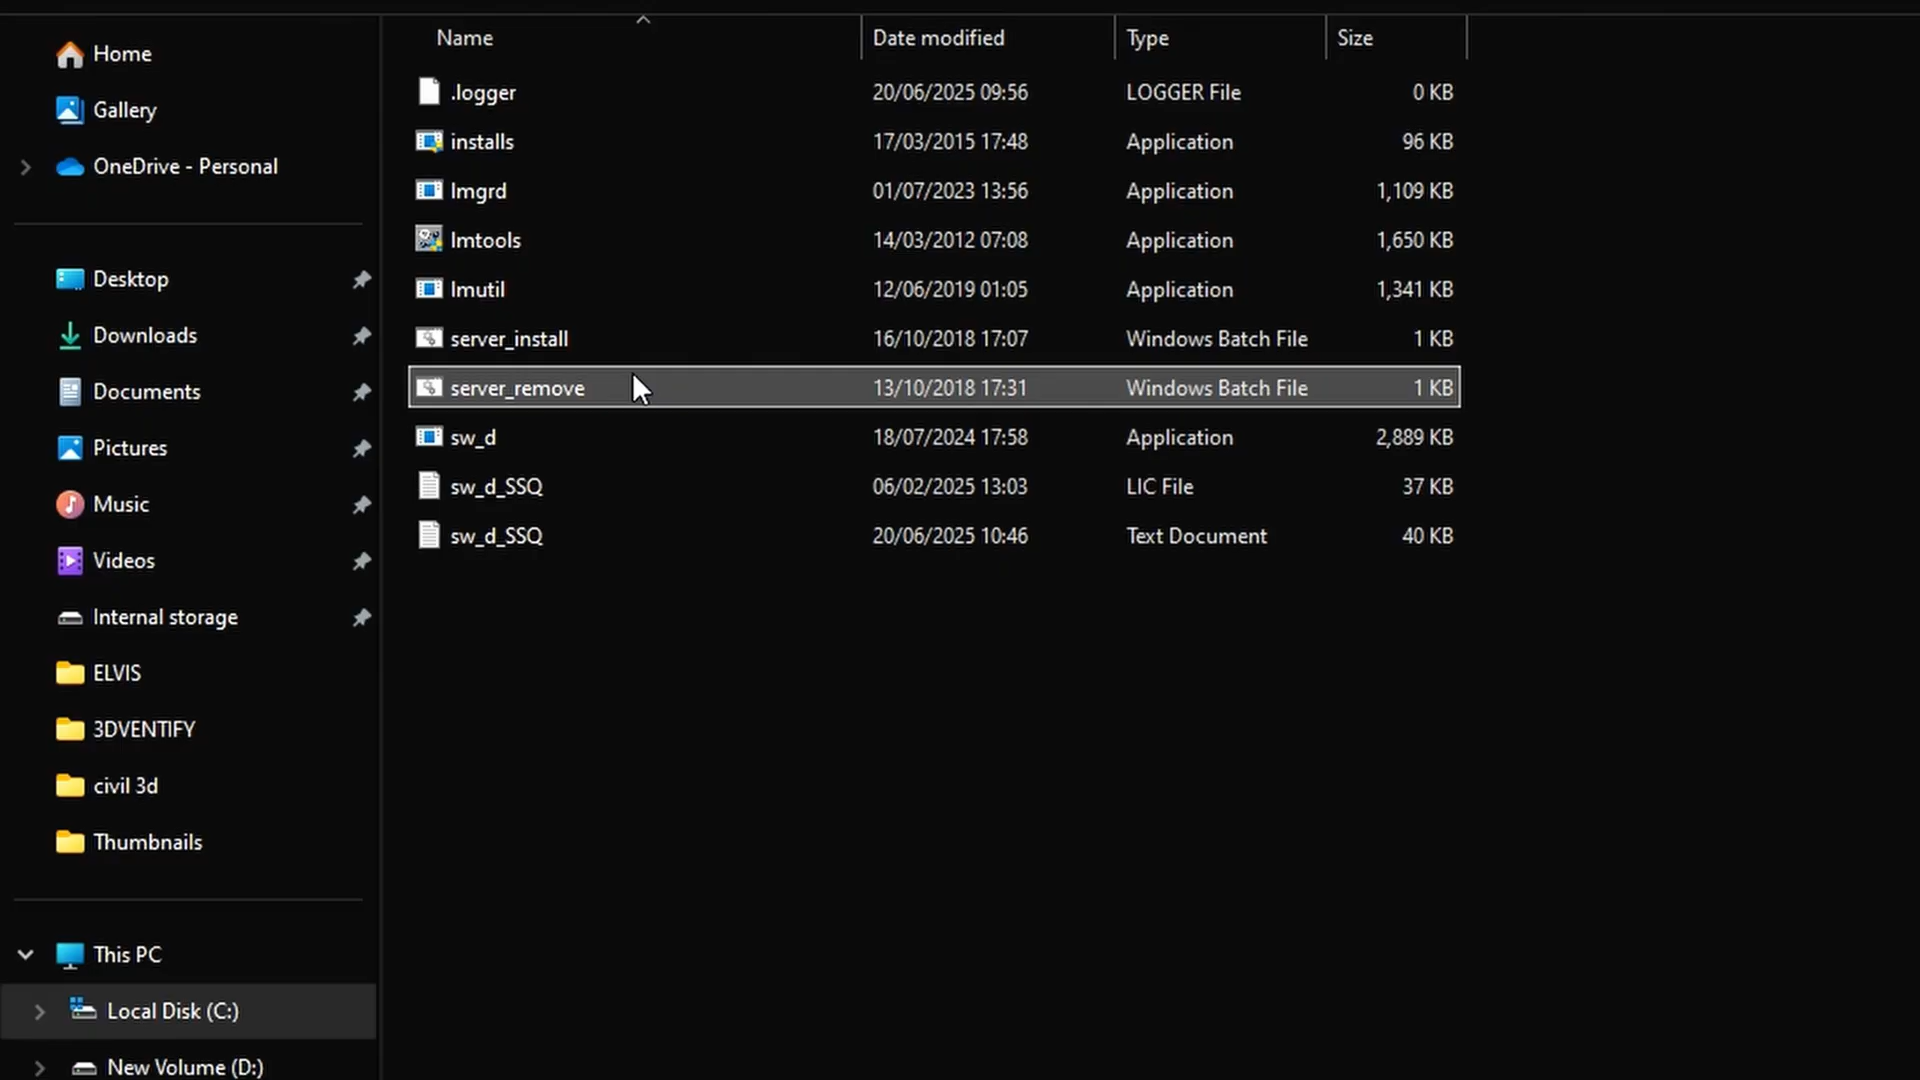 Home
Gallery
OneDrive - Personal
Desktop
Downloads
Documents
Pictures
Music
Videos
Internal storage
ELVIS
3DVENTIFY
civil 3d
Thumbnails
This PC
Local Disk (C:)
New Volume (D:)
Name Date modified Type Size
.logger 20/06/2025 09:56 LOGGER File 0 KB
installs 17/03/2015 17:48 Application 96 KB
lmgrd 01/07/2023 13:56 Application 1,109 KB
lmtools 14/03/2012 07:08 Application 1,650 KB
lmutil 12/06/2019 01:05 Application 1,341 KB
server_install 16/10/2018 17:07 Windows Batch File 1 KB
server_remove 13/10/2018 17:31 Windows Batch File 1 KB
sw_d 18/07/2024 17:58 Application 2,889 KB
sw_d_SSQ 06/02/2025 13:03 LIC File 37 KB
sw_d_SSQ 20/06/2025 10:46 Text Document 40 KB